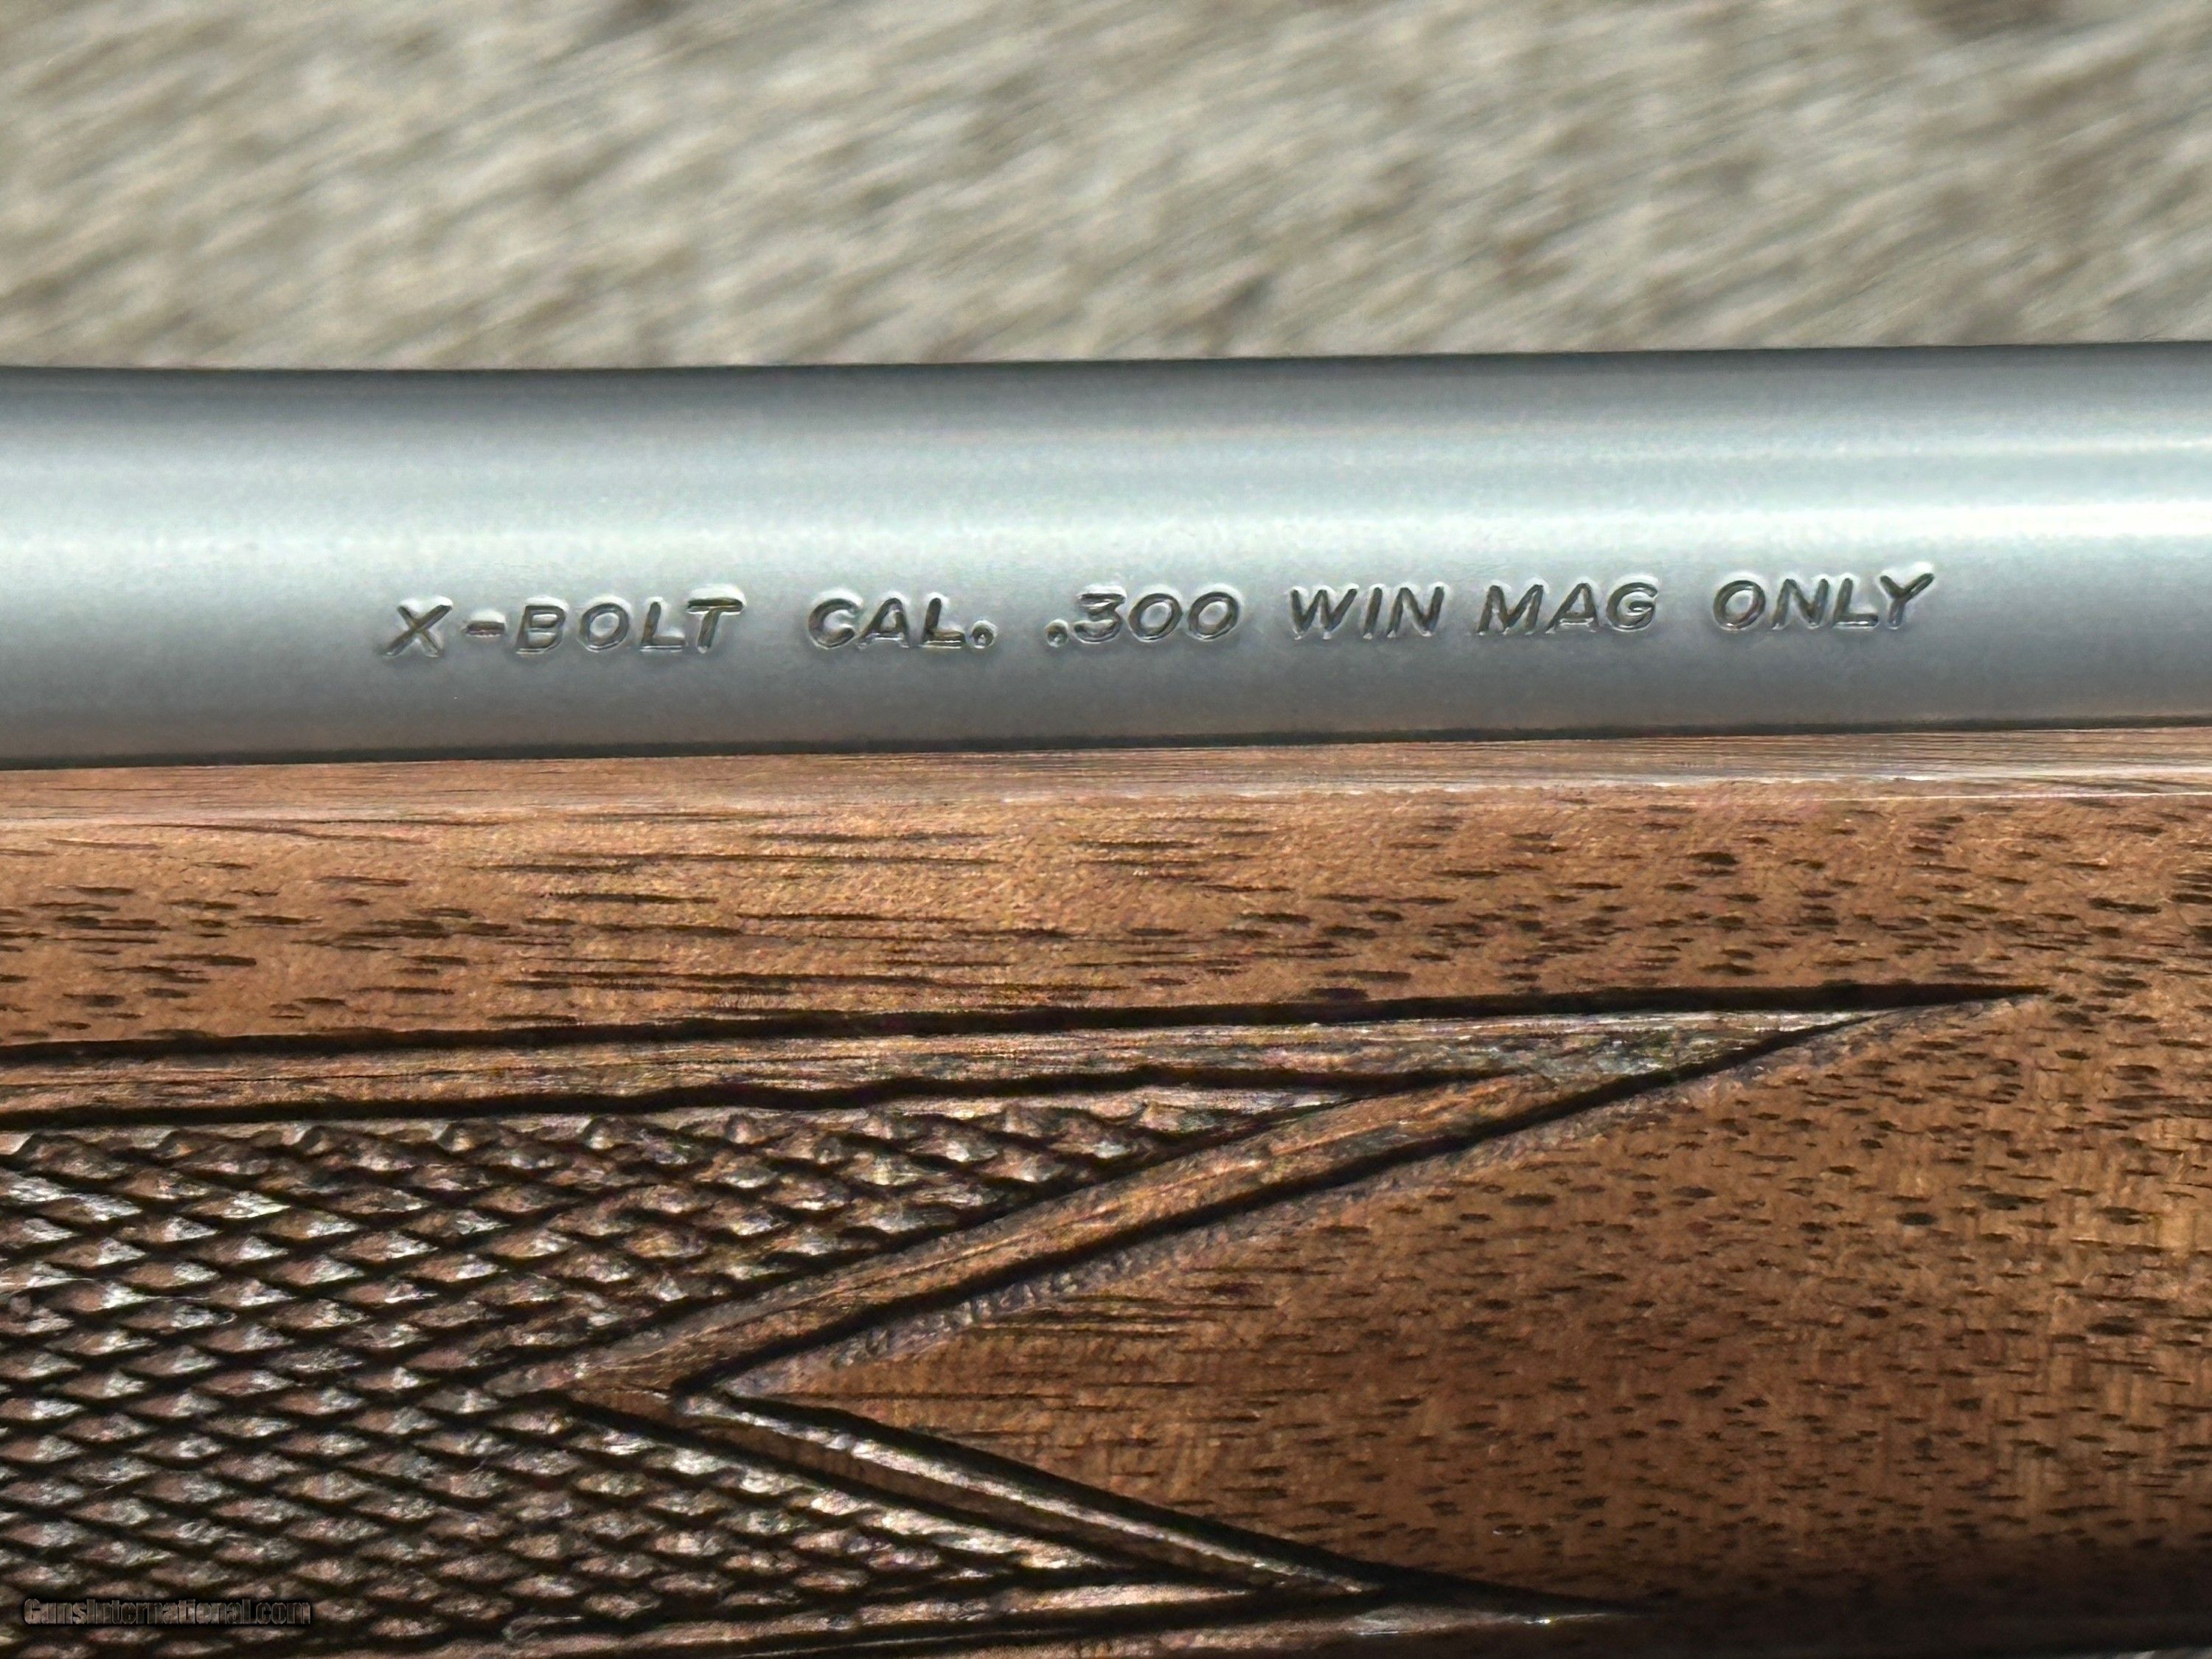 X-BOLT CAL. .300 WIN MAG ONLY
GunsInternational.com